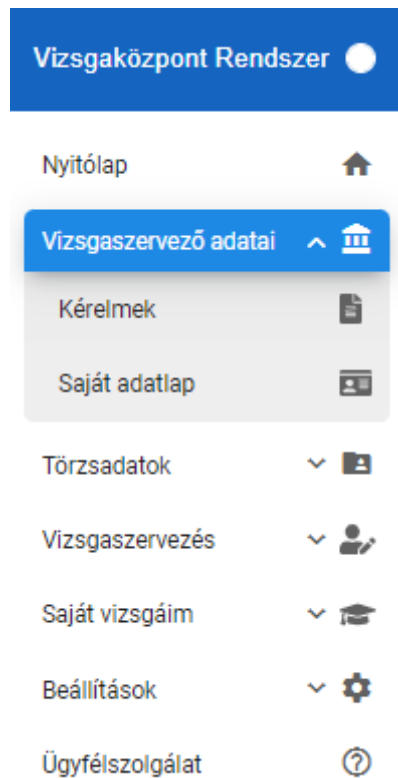 Vizsgaközpont Rendszer
Nyitólap
Vizsgaszervező adatai
Kérelmek
Saját adatlap
Törzsadatok
Vizsgaszervezés
Saját vizsgáim
Beállítások
Ügyfélszolgálat